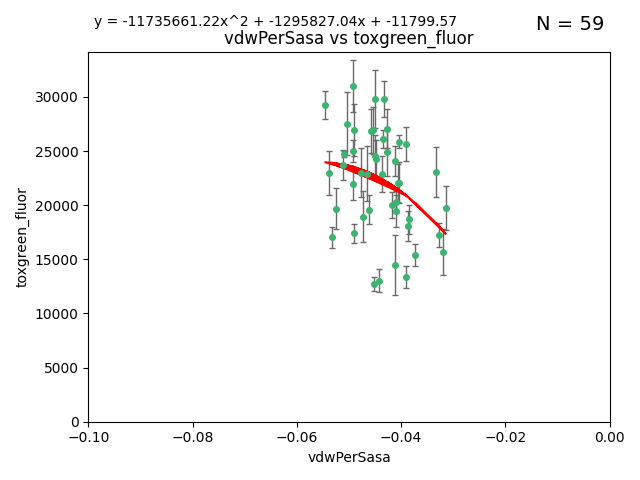 y = -11735661.22x^2 + -1295827.04x + -11799.57
N = 59
vdwPerSasa vs toxgreen_fluor
toxgreen_fluor
30000
25000
20000
15000
10000
5000
0
−0.10
−0.08
−0.06
−0.04
−0.02
0.00
vdwPerSasa